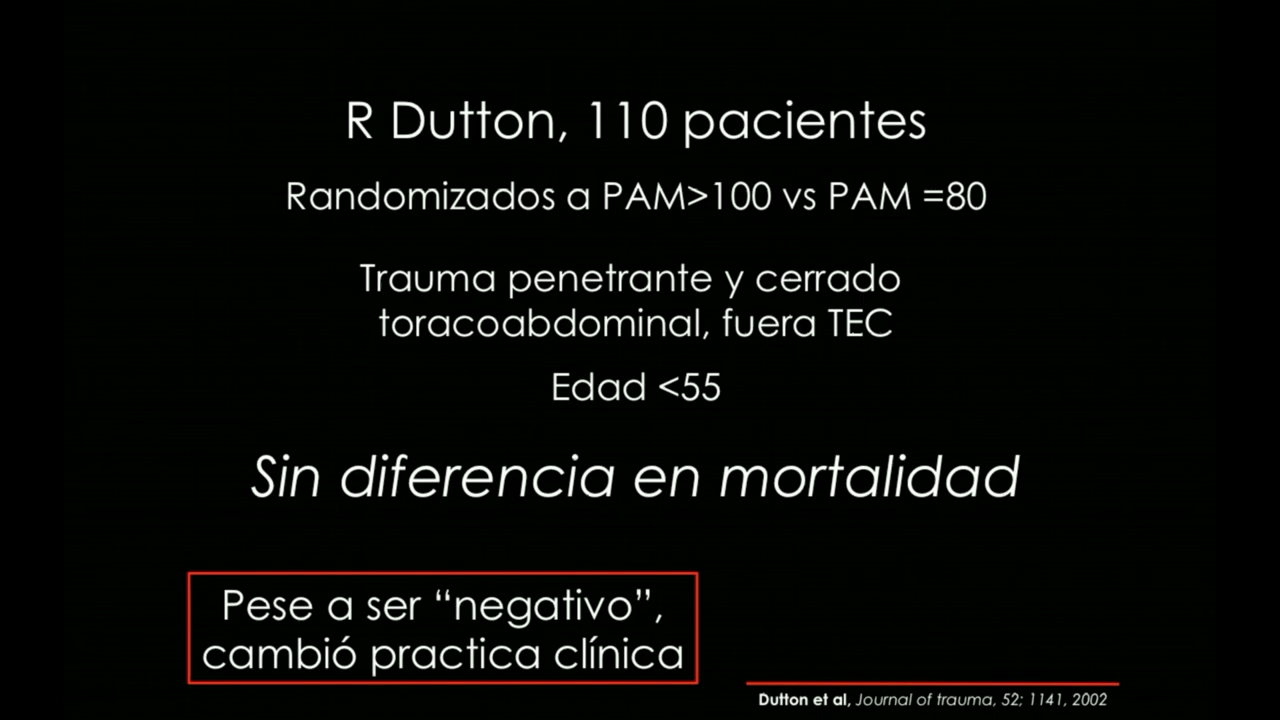 R Dutton, 110 pacientes
Randomizados a PAM>100 vs PAM =80
Trauma penetrante y cerrado
toracoabdominal, fuera TEC
Edad <55
Sin diferencia en mortalidad
Pese a ser “negativo”,
cambió practica clínica
Dutton et al, Journal of trauma, 52; 1141, 2002